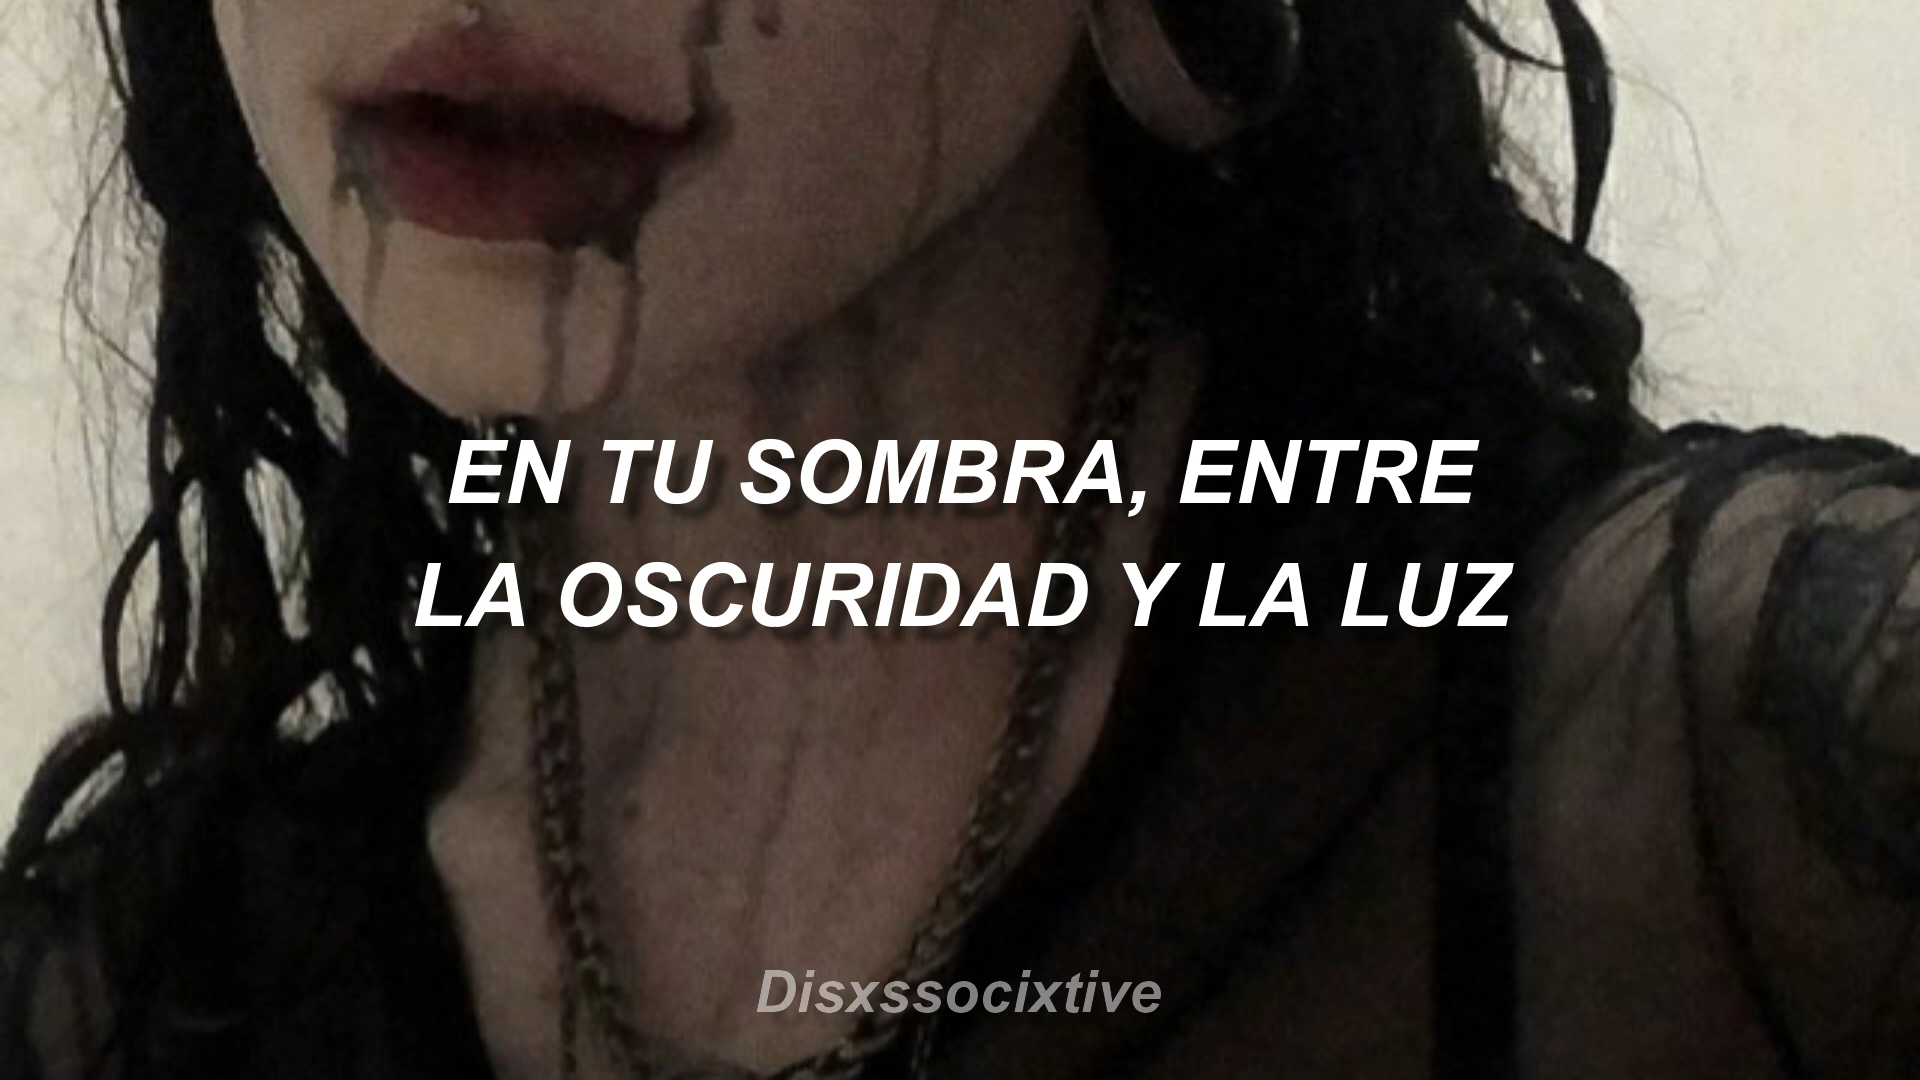 EN TU SOMBRA, ENTRE
LA OSCURIDAD Y LA LUZ
Disxssocixtive